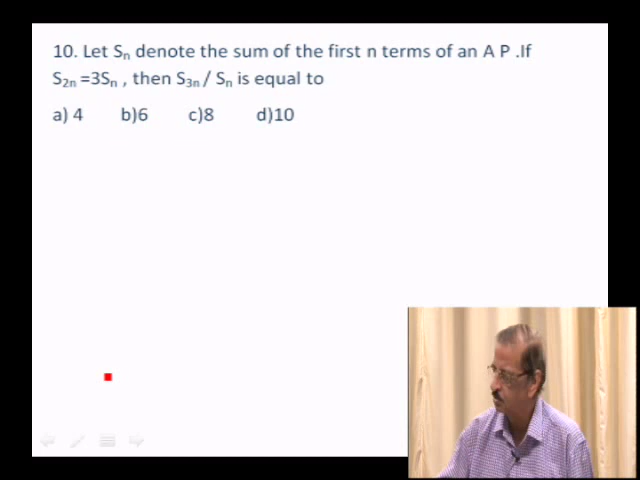 10. Let Sn denote the sum of the first n terms of an A P .If
S2n =3Sn , then S3n / Sn is equal to
a) 4 b)6 c)8 d)10